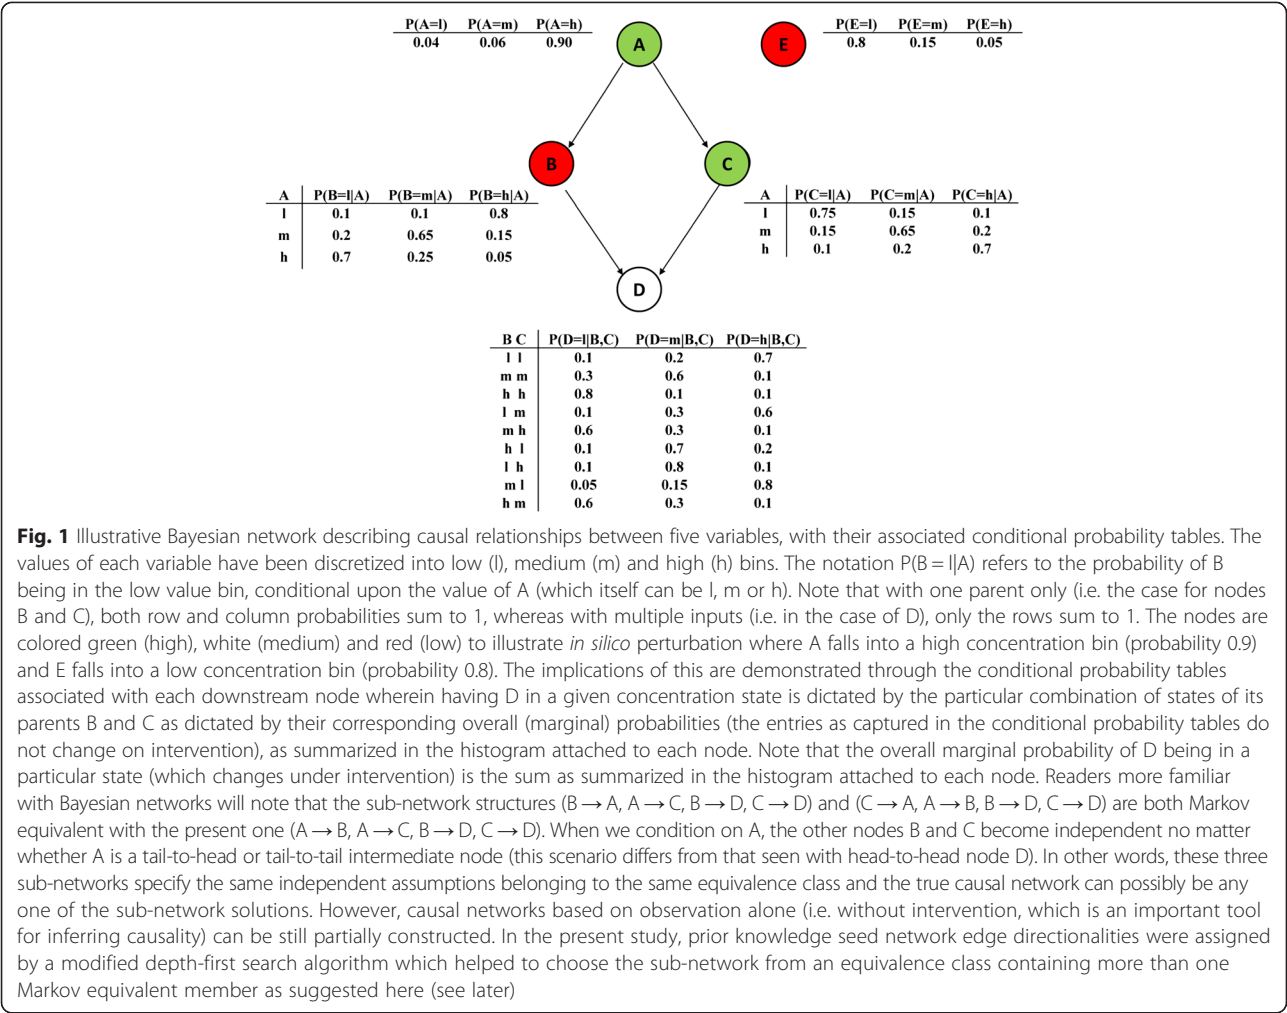 P(A=l) P(A=m) P(A=h)
0.04 0.06 0.90
A
E
P(E=l) P(E=m) P(E=h)
0.8 0.15 0.05
B
C
A P(B=l|A) P(B=m|A) P(B=h|A)
l 0.1 0.1 0.8
m 0.2 0.65 0.15
h 0.7 0.25 0.05
A P(C=l|A) P(C=m|A) P(C=h|A)
l 0.75 0.15 0.1
m 0.15 0.65 0.2
h 0.1 0.2 0.7
D
B C P(D=l|B,C) P(D=m|B,C) P(D=h|B,C)
l l 0.1 0.2 0.7
m m 0.3 0.6 0.1
h h 0.8 0.1 0.1
l m 0.1 0.3 0.6
m h 0.6 0.3 0.1
h l 0.1 0.7 0.2
l h 0.1 0.8 0.1
m l 0.05 0.15 0.8
h m 0.6 0.3 0.1
Fig. 1 Illustrative Bayesian network describing causal relationships between five variables, with their associated conditional probability tables. The
values of each variable have been discretized into low (l), medium (m) and high (h) bins. The notation P(B = l|A) refers to the probability of B
being in the low value bin, conditional upon the value of A (which itself can be l, m or h). Note that with one parent only (i.e. the case for nodes
B and C), both row and column probabilities sum to 1, whereas with multiple inputs (i.e. in the case of D), only the rows sum to 1. The nodes are
colored green (high), white (medium) and red (low) to illustrate in silico perturbation where A falls into a high concentration bin (probability 0.9)
and E falls into a low concentration bin (probability 0.8). The implications of this are demonstrated through the conditional probability tables
associated with each downstream node wherein having D in a given concentration state is dictated by the particular combination of states of its
parents B and C as dictated by their corresponding overall (marginal) probabilities (the entries as captured in the conditional probability tables do
not change on intervention), as summarized in the histogram attached to each node. Note that the overall marginal probability of D being in a
particular state (which changes under intervention) is the sum as summarized in the histogram attached to each node. Readers more familiar
with Bayesian networks will note that the sub-network structures (B → A, A → C, B → D, C → D) and (C → A, A → B, B → D, C → D) are both Markov
equivalent with the present one (A → B, A → C, B → D, C → D). When we condition on A, the other nodes B and C become independent no matter
whether A is a tail-to-head or tail-to-tail intermediate node (this scenario differs from that seen with head-to-head node D). In other words, these three
sub-networks specify the same independent assumptions belonging to the same equivalence class and the true causal network can possibly be any
one of the sub-network solutions. However, causal networks based on observation alone (i.e. without intervention, which is an important tool
for inferring causality) can be still partially constructed. In the present study, prior knowledge seed network edge directionalities were assigned
by a modified depth-first search algorithm which helped to choose the sub-network from an equivalence class containing more than one
Markov equivalent member as suggested here (see later)